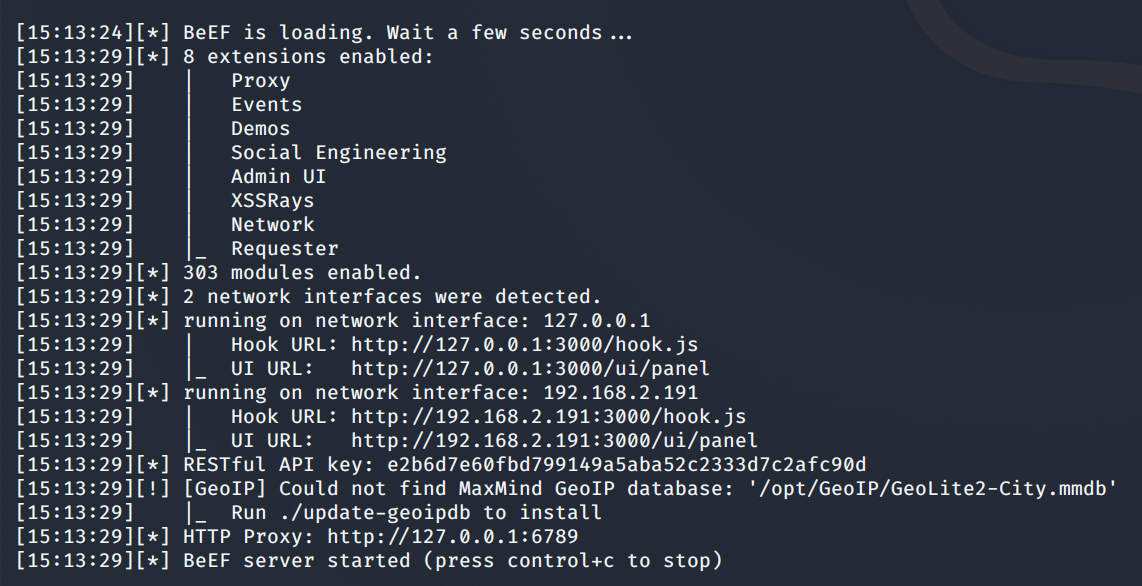 [15:13:24][*] BeEF is loading. Wait a few seconds...
[15:13:29][*] 8 extensions enabled:
[15:13:29]    |   Proxy
[15:13:29]    |   Events
[15:13:29]    |   Demos
[15:13:29]    |   Social Engineering
[15:13:29]    |   Admin UI
[15:13:29]    |   XSSRays
[15:13:29]    |   Network
[15:13:29]    |_  Requester
[15:13:29][*] 303 modules enabled.
[15:13:29][*] 2 network interfaces were detected.
[15:13:29][*] running on network interface: 127.0.0.1
[15:13:29]    |   Hook URL: http://127.0.0.1:3000/hook.js
[15:13:29]    |_  UI URL:   http://127.0.0.1:3000/ui/panel
[15:13:29][*] running on network interface: 192.168.2.191
[15:13:29]    |   Hook URL: http://192.168.2.191:3000/hook.js
[15:13:29]    |_  UI URL:   http://192.168.2.191:3000/ui/panel
[15:13:29][*] RESTful API key: e2b6d7e60fbd799149a5aba52c2333d7c2afc90d
[15:13:29][!] [GeoIP] Could not find MaxMind GeoIP database: '/opt/GeoIP/GeoLite2-City.mmdb'
[15:13:29]    |_  Run ./update-geoipdb to install
[15:13:29][*] HTTP Proxy: http://127.0.0.1:6789
[15:13:29][*] BeEF server started (press control+c to stop)